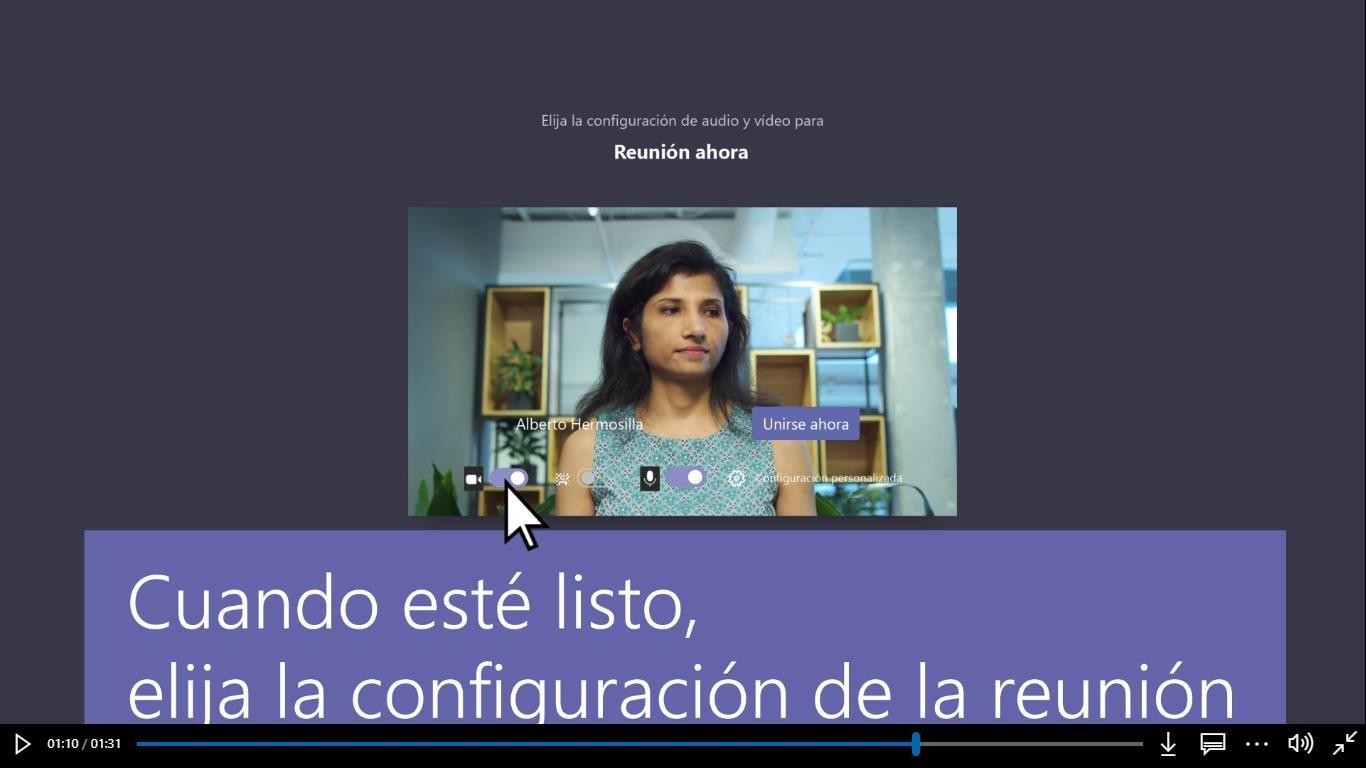 Elija la configuración de audio y vídeo para
Reunión ahora
Alberto Hermosilla
Unirse ahora
Configuración personalizada
Cuando esté listo,
elija la configuración de la reunión
01:10 / 01:31